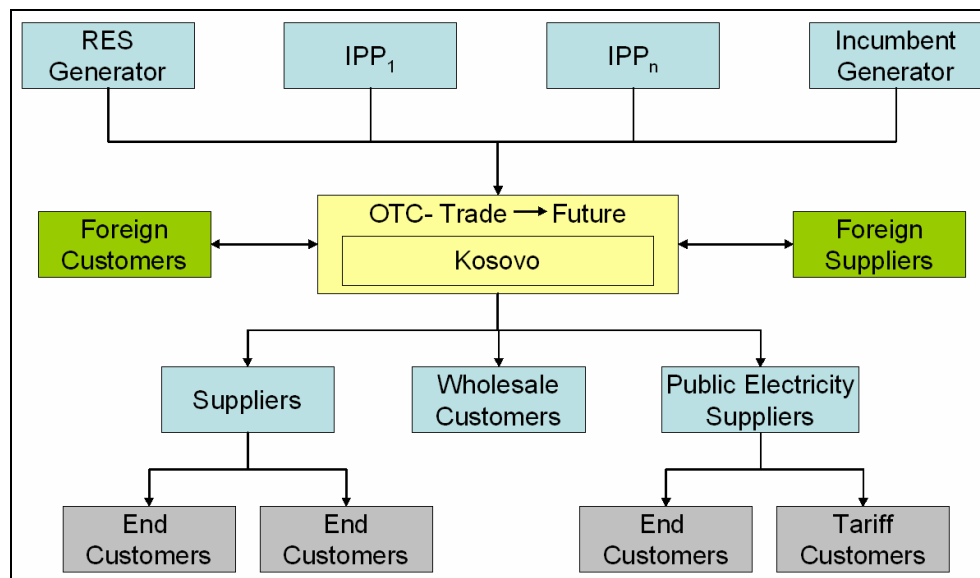 RES
Generator
IPP1
IPPn
Incumbent
Generator
OTC- Trade → Future
Kosovo
Foreign
Customers
Foreign
Suppliers
Suppliers
Wholesale
Customers
Public Electricity
Suppliers
End
Customers
End
Customers
End
Customers
Tariff
Customers